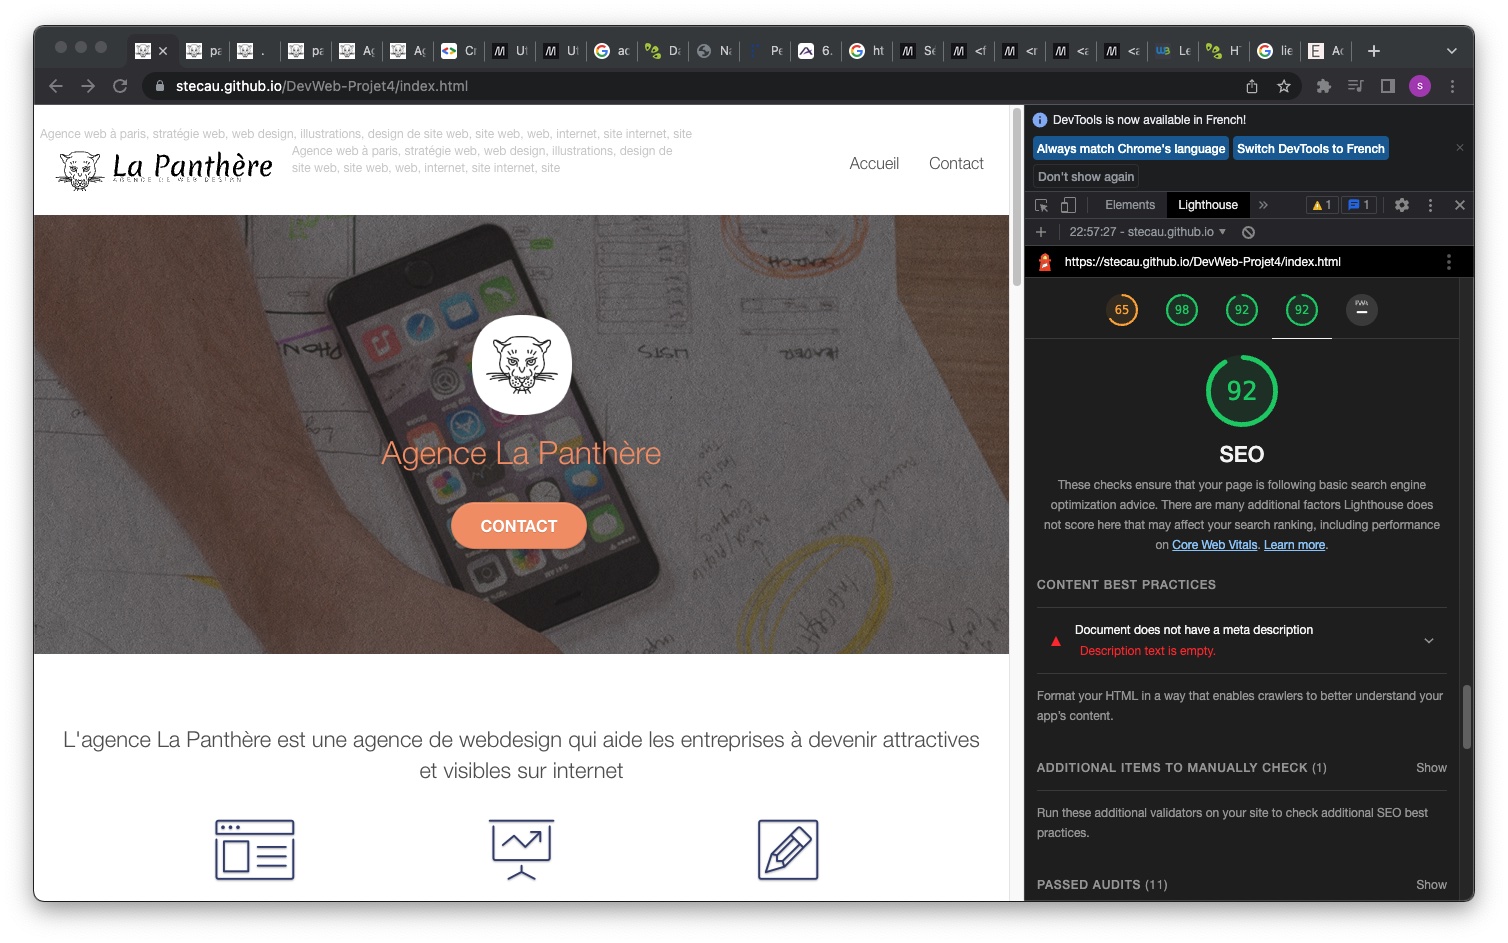 pa
.
pa
Ag
Ag
Cr
Ut
Ut
ac
Da
Na
Pe
6.
ht
Sé
<f
<r
<a
<a
Le
HT
lie
Ac
stecau.github.io/DevWeb-Projet4/index.html
s
Agence web à paris, stratégie web, web design, illustrations, design de site web, site web, web, internet, site internet, site
La Panthère
AGENCE DE WEB DESIGN
Agence web à paris, stratégie web, web design, illustrations, design de
site web, site web, web, internet, site internet, site
Accueil
Contact
Agence La Panthère
CONTACT
L'agence La Panthère est une agence de webdesign qui aide les entreprises à devenir attractives
et visibles sur internet
DevTools is now available in French!
Always match Chrome's language
Switch DevTools to French
Don't show again
Elements
Lighthouse
1
1
22:57:27 - stecau.github.io
https://stecau.github.io/DevWeb-Projet4/index.html
65
98
92
92
PWA
92
SEO
These checks ensure that your page is following basic search engine
optimization advice. There are many additional factors Lighthouse does
not score here that may affect your search ranking, including performance
on Core Web Vitals. Learn more.
CONTENT BEST PRACTICES
Document does not have a meta description
Description text is empty.
Format your HTML in a way that enables crawlers to better understand your
app's content.
ADDITIONAL ITEMS TO MANUALLY CHECK (1)
Show
Run these additional validators on your site to check additional SEO best
practices.
PASSED AUDITS (11)
Show